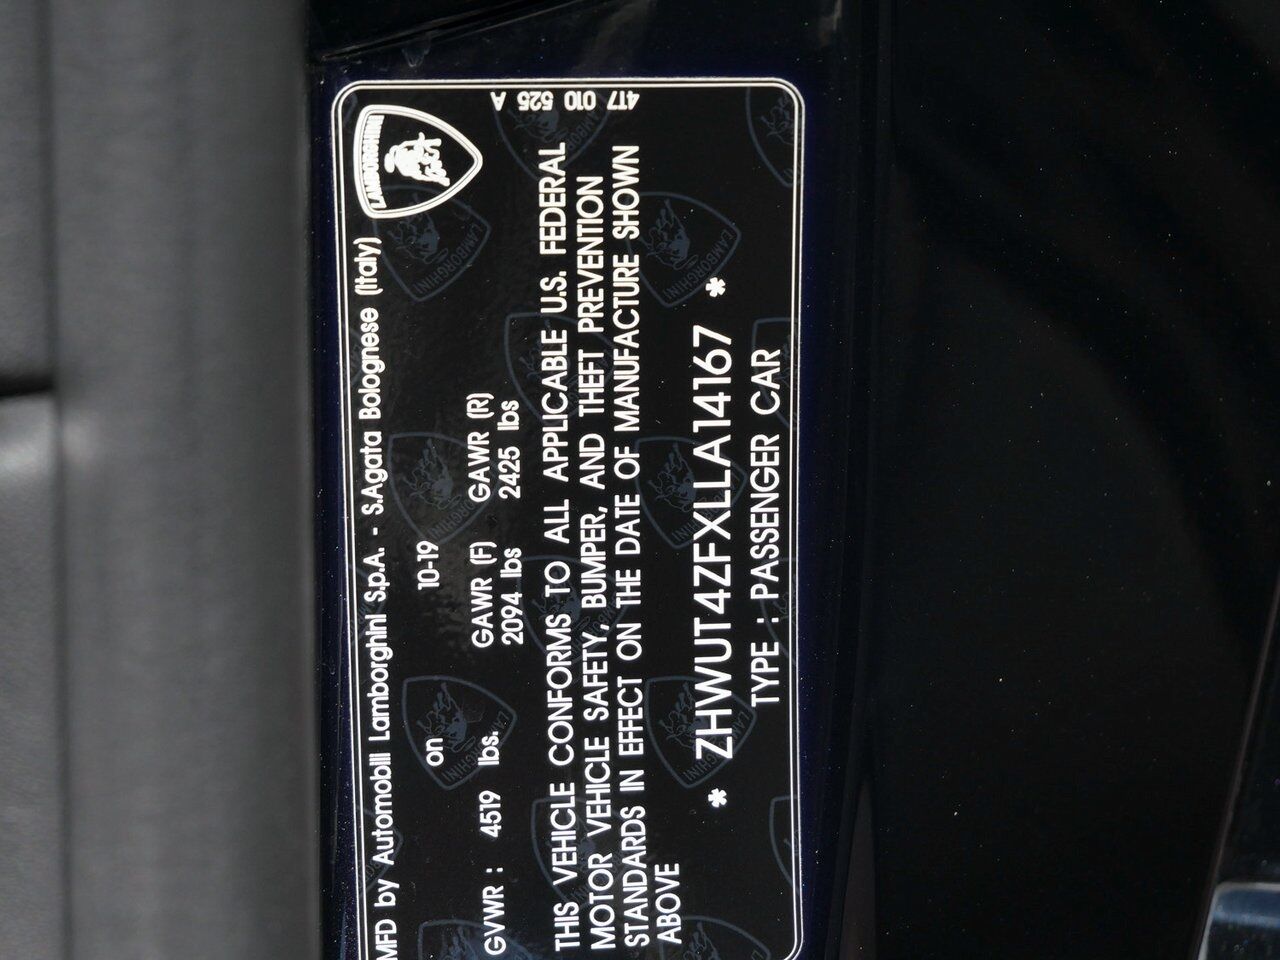 LAMBORGHINI
MFD by Automobili Lamborghini S.p.A. - S.Agata Bolognese (Italy)
on 10-19
GVWR : 4519 lbs. GAWR (F) GAWR (R)
2094 lbs 2425 lbs
THIS VEHICLE CONFORMS TO ALL APPLICABLE U.S. FEDERAL
MOTOR VEHICLE SAFETY, BUMPER, AND THEFT PREVENTION
STANDARDS IN EFFECT ON THE DATE OF MANUFACTURE SHOWN
ABOVE
* ZHWUT4ZFXLLA14167 *
TYPE : PASSENGER CAR
4T7 010 525 A